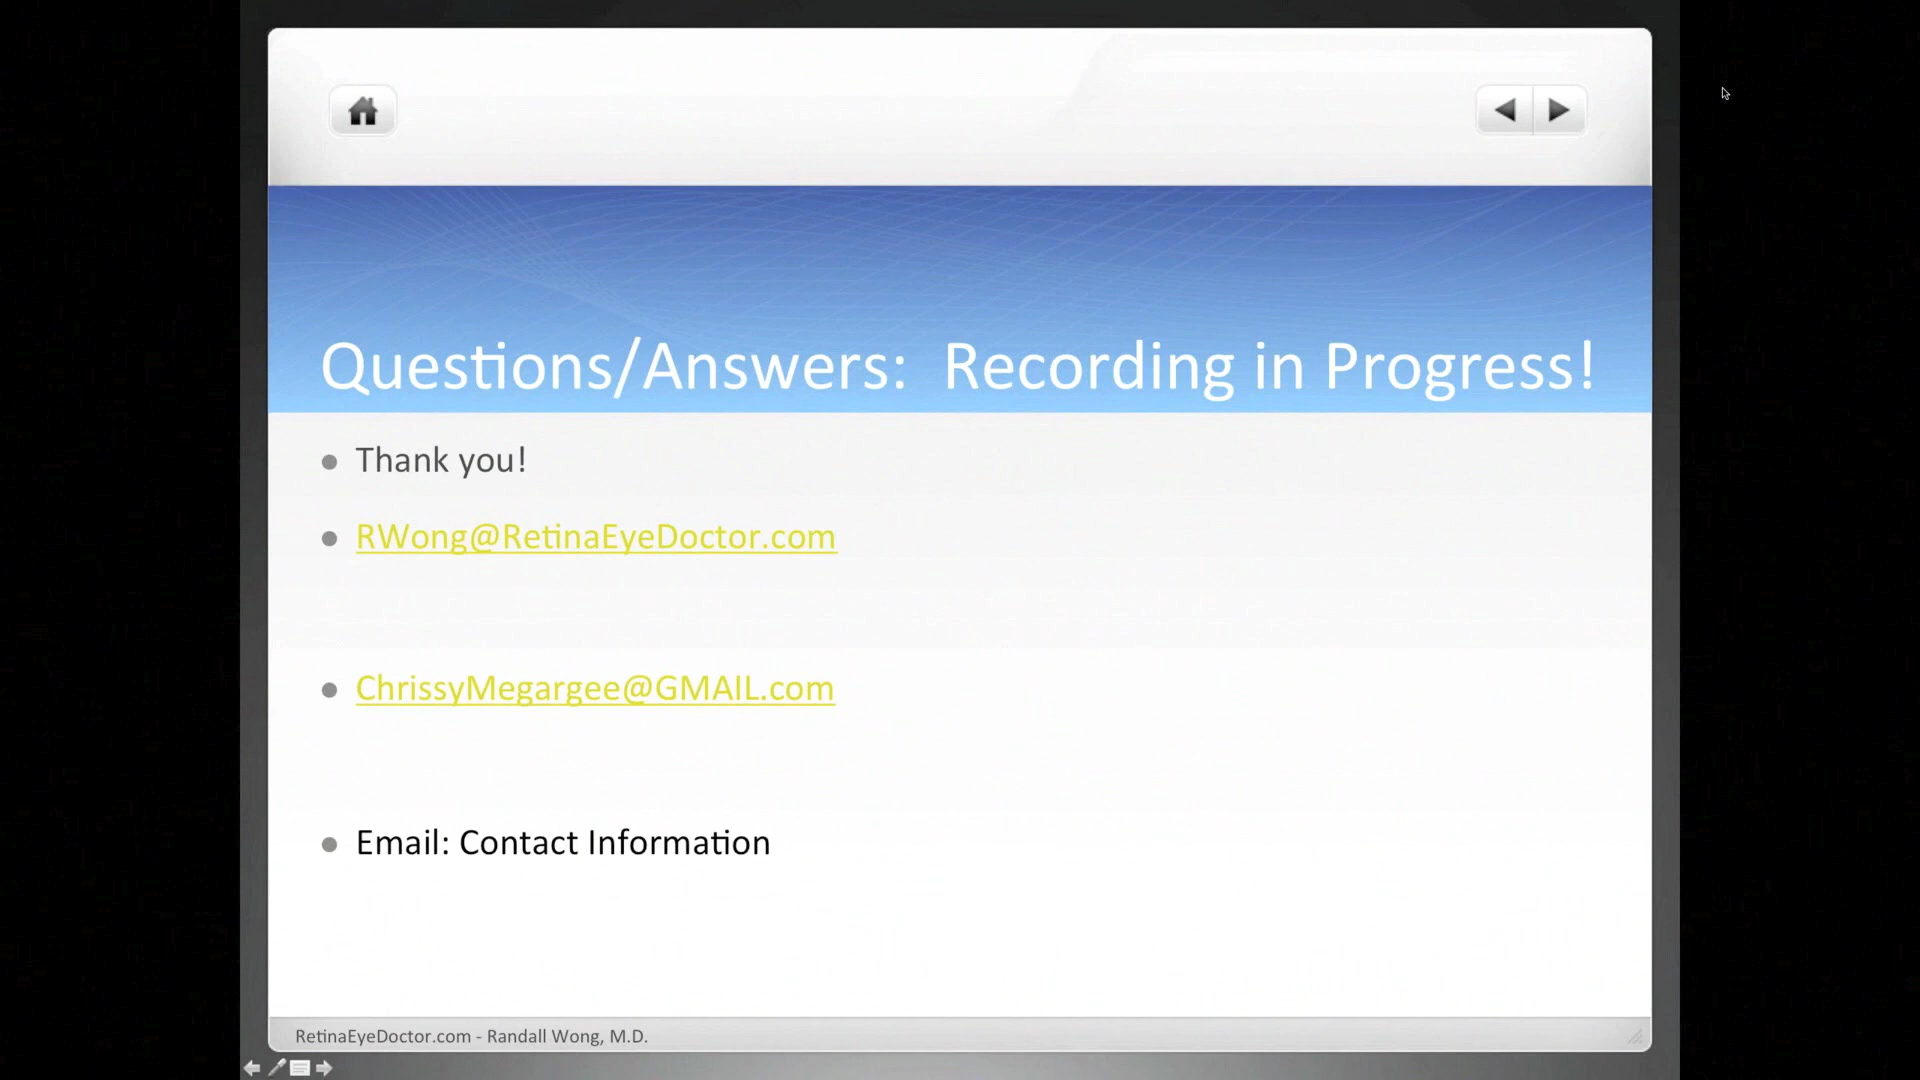 Questions/Answers:  Recording in Progress!
Thank you!
RWong@RetinaEyeDoctor.com
ChrissyMegargee@GMAIL.com
Email: Contact Information
RetinaEyeDoctor.com - Randall Wong, M.D.